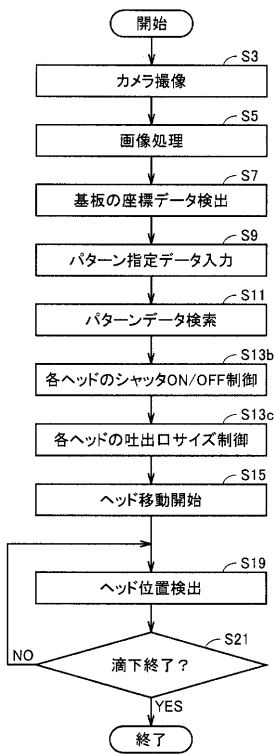 開始
S3
カメラ撮像
S5
画像処理
S7
基板の座標データ検出
S9
パターン指定データ入力
S11
パターンデータ検索
S13b
各ヘッドのシャッタON/OFF制御
S13c
各ヘッドの吐出口サイズ制御
S15
ヘッド移動開始
S19
ヘッド位置検出
S21
NO
滴下終了?
YES
終了